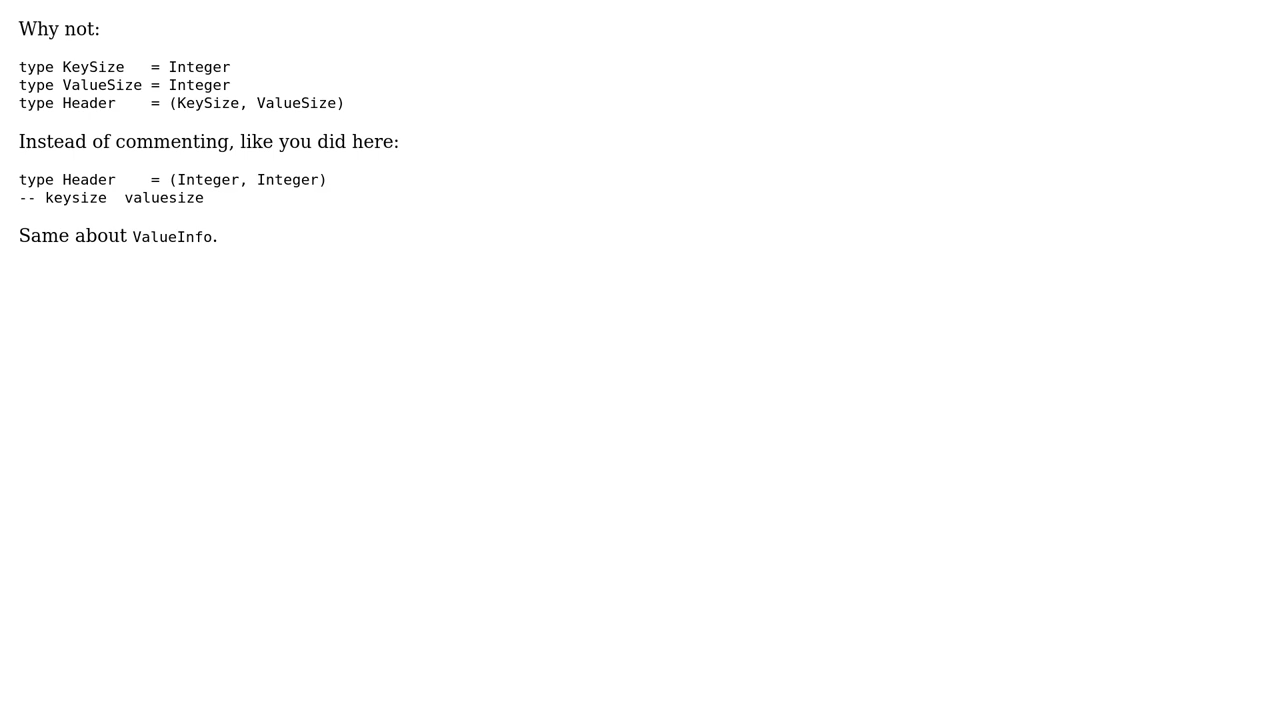 Why not:
type KeySize   = Integer
type ValueSize = Integer
type Header    = (KeySize, ValueSize)
Instead of commenting, like you did here:
type Header    = (Integer, Integer)
-- keysize  valuesize
Same about ValueInfo.